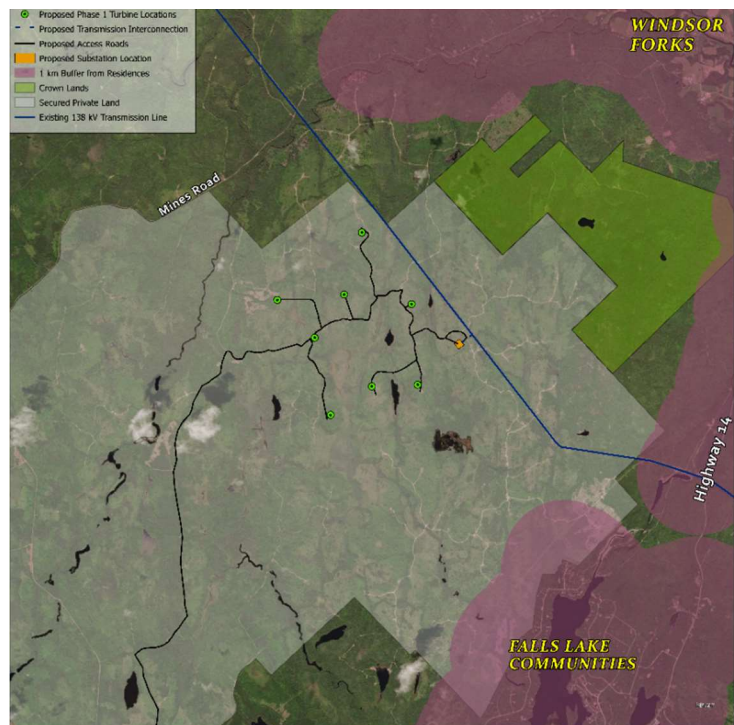 Proposed Phase 1 Turbine Locations
Proposed Transmission Interconnection
Proposed Access Roads
Proposed Substation Location
1 km Buffer from Residences
Crown Lands
Secured Private Land
Existing 138 kV Transmission Line
WINDSOR
FORKS
Mines Road
Highway 14
FALLS LAKE
COMMUNITIES